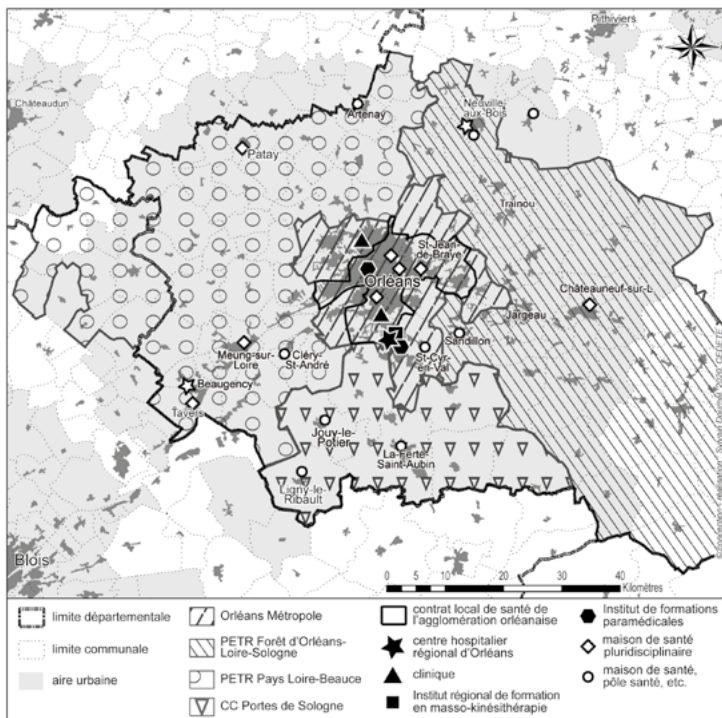 Pithiviers
Châteaudun
Artenay
Neuville-
aux-Bois
Patay
Traînou
St-Jean-
de-Braye
Orléans
Châteauneuf-sur-L.
Jargeau
Sandillon
Meung-sur-
Loire
Cléry-
St-André
St-Cyr-
en-Val
Beaugency
Tavers
Jouy-le-
Potier
La-Ferté-
Saint-Aubin
Ligny-le-
Ribault
Blois
0 10 20 30 40
Kilomètres
limite départementale
limite communale
aire urbaine
Orléans Métropole
PETR Forêt d'Orléans-
Loire-Sologne
PETR Pays Loire-Beauce
CC Portes de Sologne
contrat local de santé de
l'agglomération orléanaise
centre hospitalier
régional d'Orléans
clinique
Institut régional de formation
en masso-kinésithérapie
Institut de formations
paramédicales
maison de santé
pluridisciplinaire
maison de santé,
pôle santé, etc.